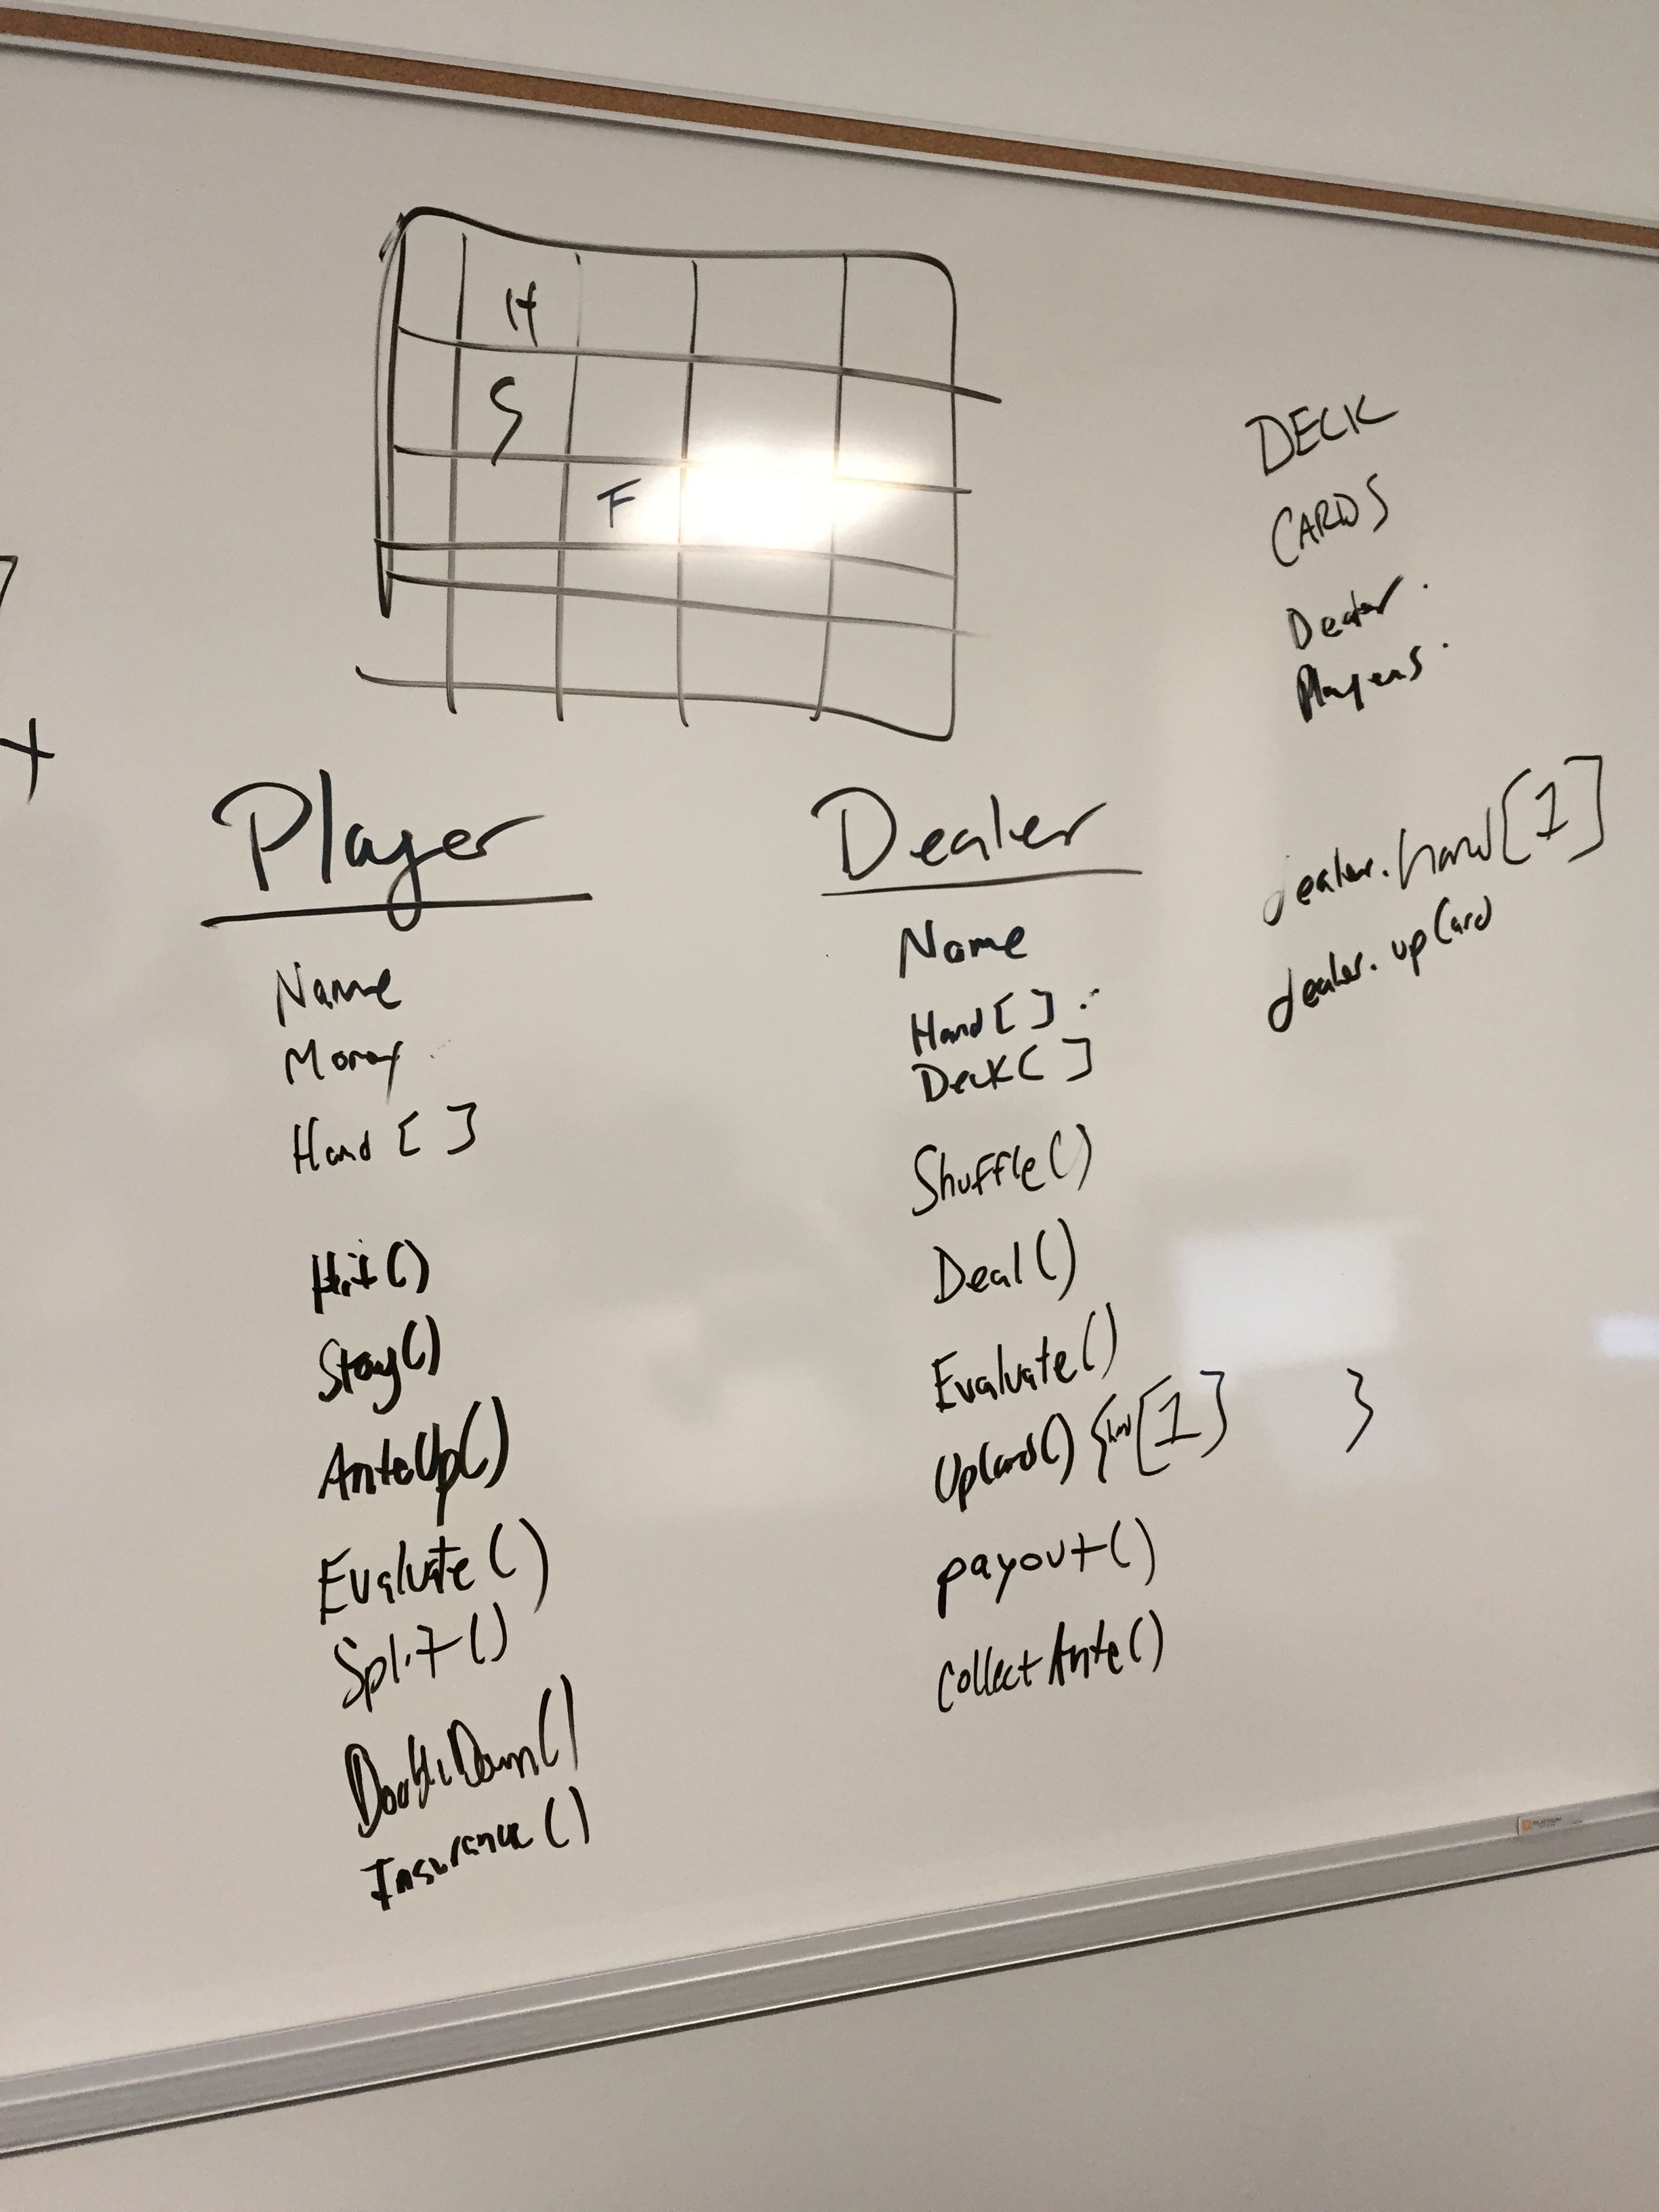 H
S
F
DECK
CARDS
Dealer.
Players.
Player
Name
Money
Hand [ ]
Hit()
Stay()
AnteUp()
Evaluate()
Split()
DoubleDown()
Insurance()
Dealer
Name
Hand [ ]
Deck[ ]
Shuffle()
Deal()
Evaluate()
UpCard() { hand [1] }
payout()
CollectAnte()
dealer.hand[1]
dealer.upCard